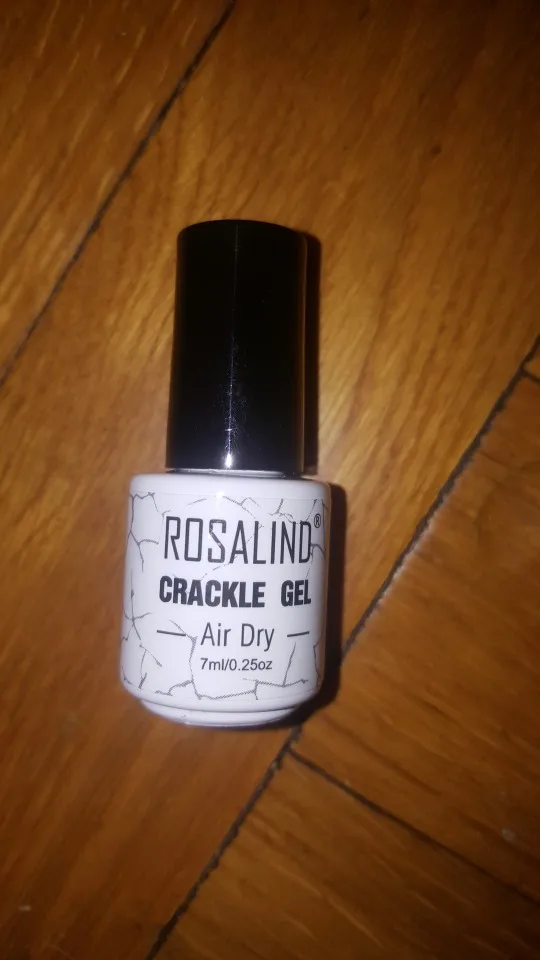 ROSALIND®
CRACKLE GEL
— Air Dry —
7ml/0.25oz